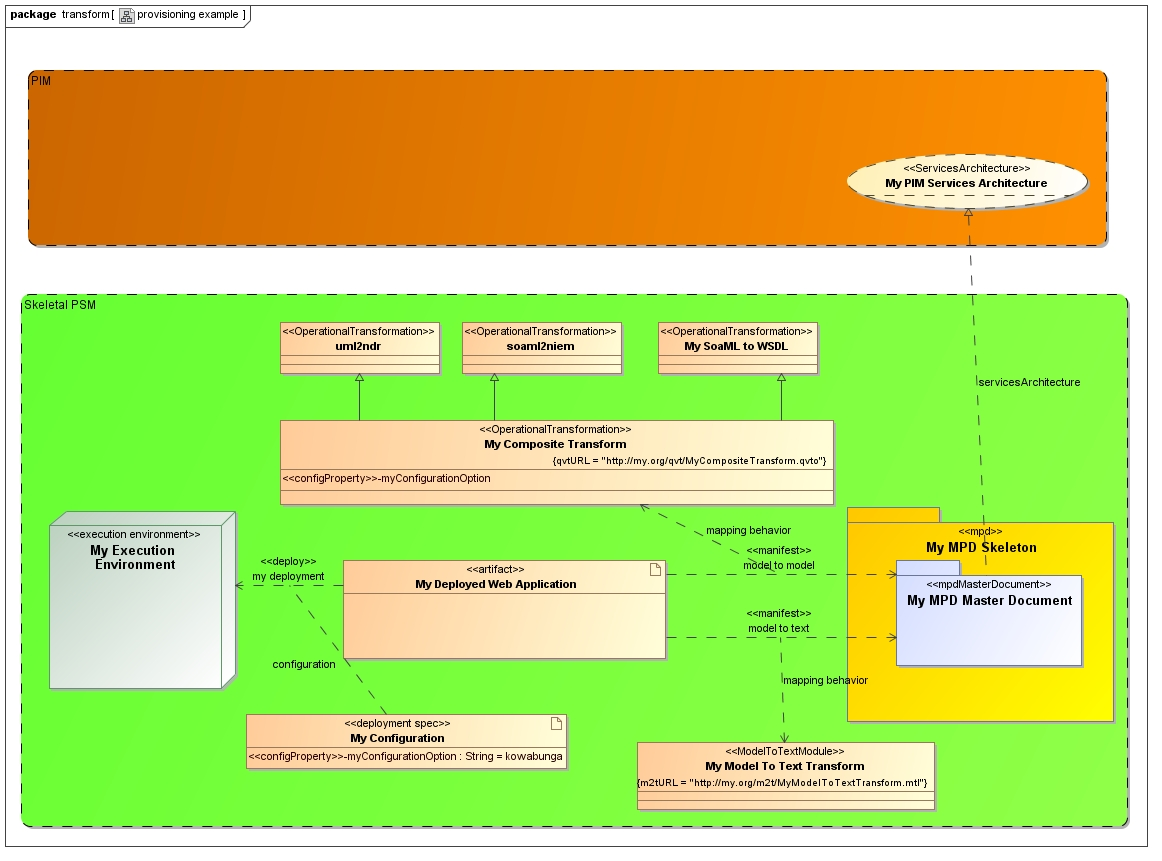 package transform[ provisioning example ]
PIM
<<ServicesArchitecture>>
My PIM Services Architecture
Skeletal PSM
<<OperationalTransformation>>
uml2ndr
<<OperationalTransformation>>
soaml2niem
<<OperationalTransformation>>
My SoaML to WSDL
servicesArchitecture
<<OperationalTransformation>>
My Composite Transform
{qvtURL = "http://my.org/qvt/MyCompositeTransform.qvto"}
<<configProperty>>-myConfigurationOption
<<execution environment>>
My Execution
Environment
<<deploy>>
my deployment
<<artifact>>
My Deployed Web Application
mapping behavior
<<manifest>>
model to model
<<manifest>>
model to text
mapping behavior
<<mpd>>
My MPD Skeleton
<<mpdMasterDocument>>
My MPD Master Document
configuration
<<deployment spec>>
My Configuration
<<configProperty>>-myConfigurationOption : String = kowabunga
<<ModelToTextModule>>
My Model To Text Transform
{m2tURL = "http://my.org/m2t/MyModelToTextTransform.mtl"}